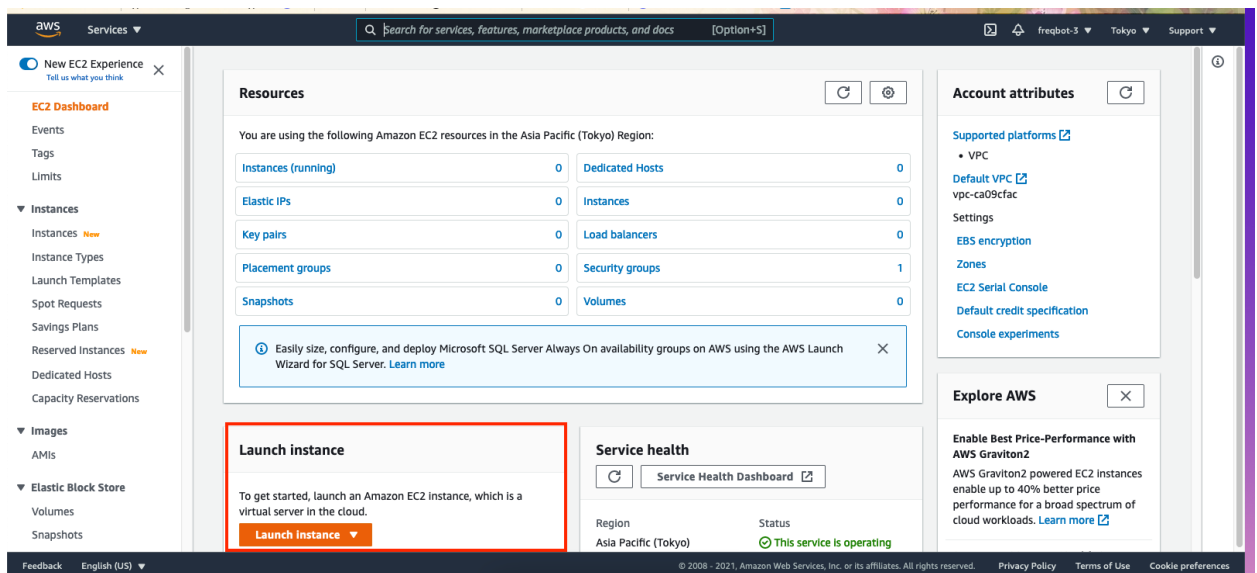 aws
Services ▼
Search for services, features, marketplace products, and docs
[Option+S]
freqbot-3 ▼
Tokyo ▼
Support ▼
New EC2 Experience
Tell us what you think
EC2 Dashboard
Events
Tags
Limits
▼ Instances
Instances New
Instance Types
Launch Templates
Spot Requests
Savings Plans
Reserved Instances New
Dedicated Hosts
Capacity Reservations
▼ Images
AMIs
▼ Elastic Block Store
Volumes
Snapshots
Resources
You are using the following Amazon EC2 resources in the Asia Pacific (Tokyo) Region:
Instances (running) 0
Dedicated Hosts 0
Elastic IPs 0
Instances 0
Key pairs 0
Load balancers 0
Placement groups 0
Security groups 1
Snapshots 0
Volumes 0
Easily size, configure, and deploy Microsoft SQL Server Always On availability groups on AWS using the AWS Launch
Wizard for SQL Server. Learn more
Launch instance
To get started, launch an Amazon EC2 instance, which is a
virtual server in the cloud.
Launch instance ▼
Service health
Service Health Dashboard
Region
Status
Asia Pacific (Tokyo)
This service is operating
Account attributes
Supported platforms
• VPC
Default VPC
vpc-ca09cfac
Settings
EBS encryption
Zones
EC2 Serial Console
Default credit specification
Console experiments
Explore AWS
Enable Best Price-Performance with
AWS Graviton2
AWS Graviton2 powered EC2 instances
enable up to 40% better price
performance for a broad spectrum of
cloud workloads. Learn more
Feedback
English (US) ▼
© 2008 - 2021, Amazon Web Services, Inc. or its affiliates. All rights reserved.
Privacy Policy
Terms of Use
Cookie preferences